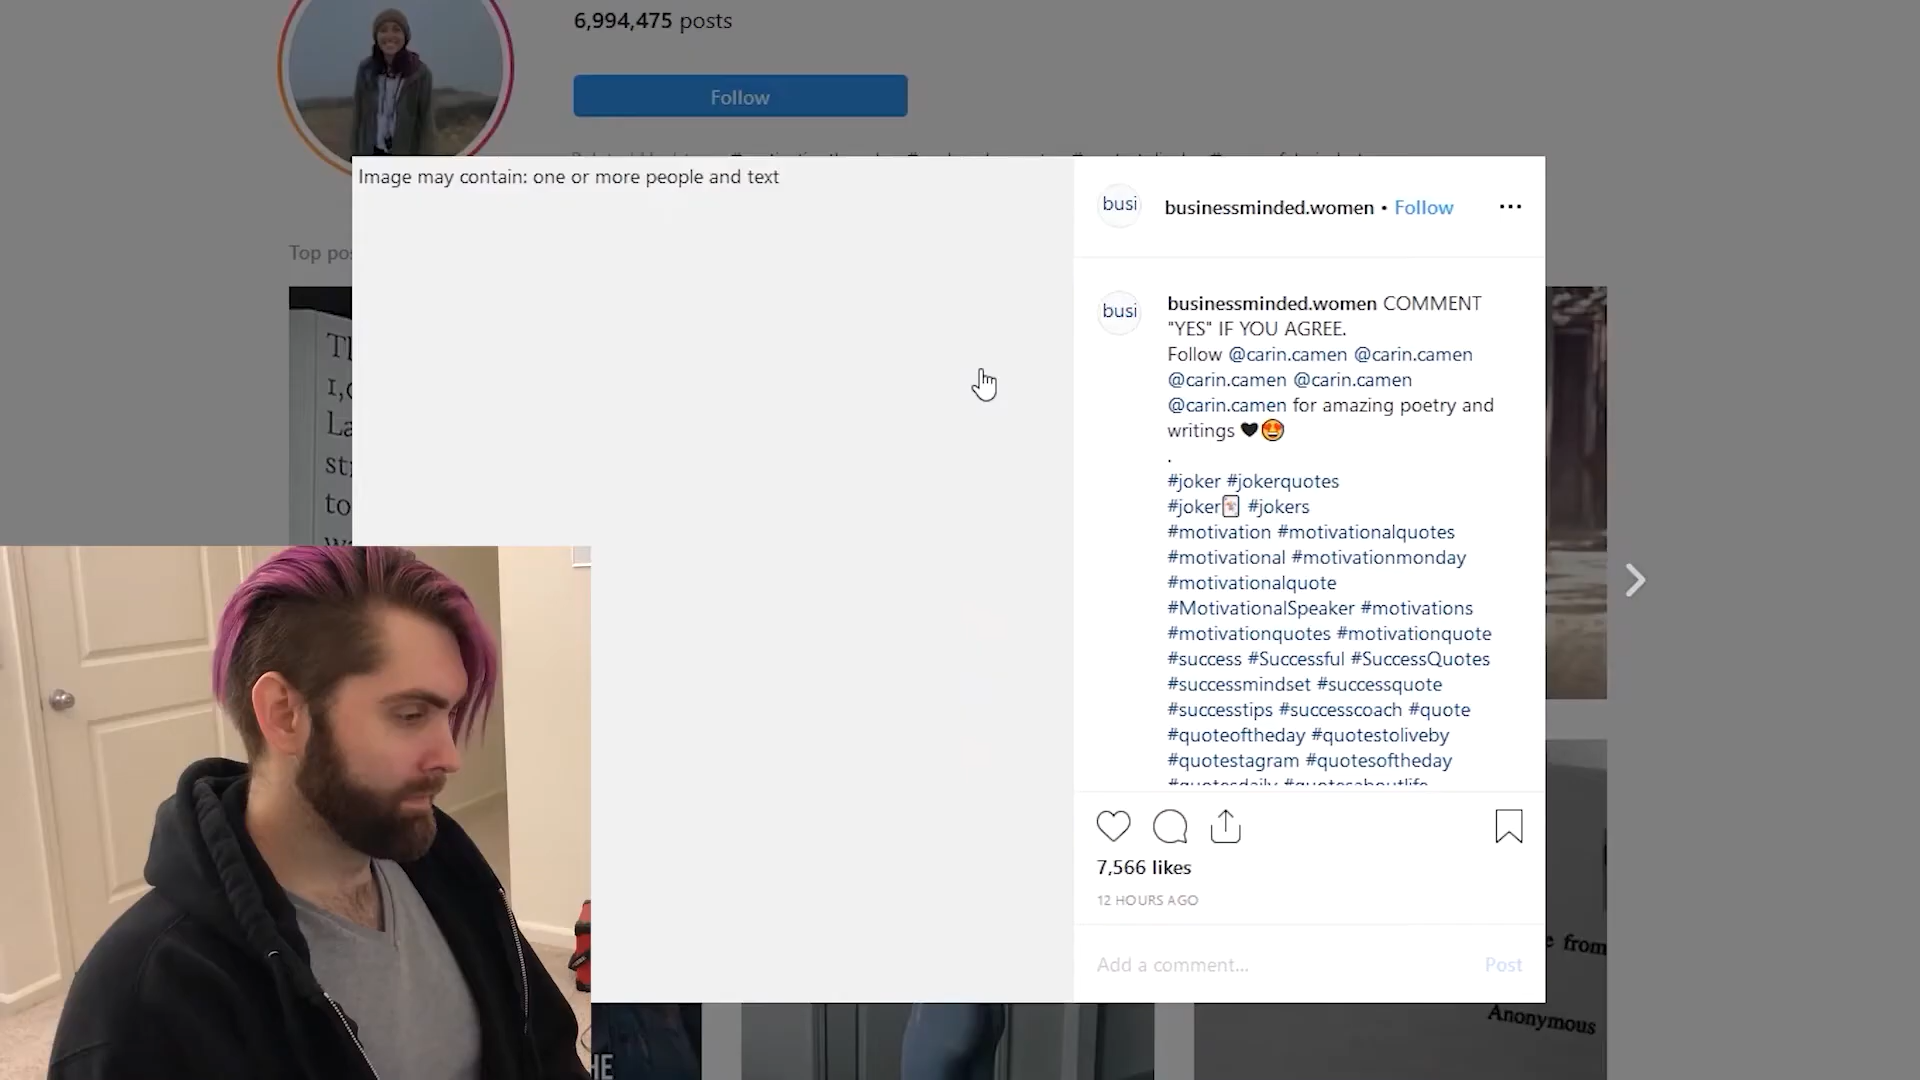 6,994,475 posts
Follow
Image may contain: one or more people and text
busi
businessminded.women • Follow
Top
busi
businessminded.women COMMENT
"YES" IF YOU AGREE.
Follow @carin.camen @carin.camen
@carin.camen @carin.camen
@carin.camen for amazing poetry and
writings 🖤🤩
.
#joker #jokerquotes
#joker🃏 #jokers
#motivation #motivationalquotes
#motivational #motivationmonday
#motivationalquote
#MotivationalSpeaker #motivations
#motivationquotes #motivationquote
#success #Successful #SuccessQuotes
#successmindset #successquote
#successtips #successcoach #quote
#quoteoftheday #quotestoliveby
#quotestagram #quotesoftheday
#quotesdaily #quotesaboutlife
7,566 likes
12 HOURS AGO
Add a comment...
Post
from
Anonymous